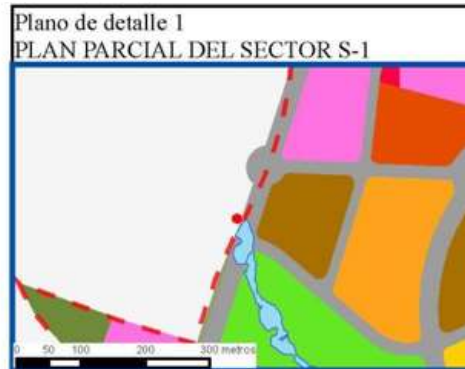 Plano de detalle 1
PLAN PARCIAL DEL SECTOR S-1
0 50 100 200 300 metros